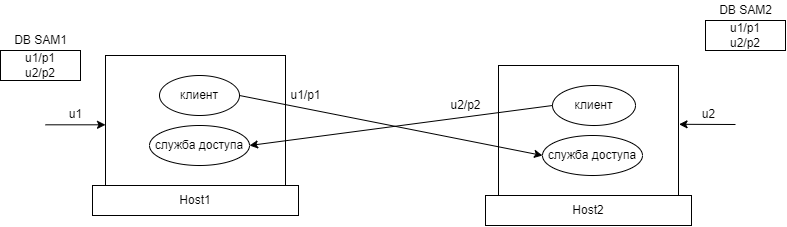 DB SAM1
u1/p1
u2/p2
DB SAM2
u1/p1
u2/p2
u1
клиент
служба доступа
Host1
u1/p1
u2/p2
клиент
служба доступа
Host2
u2